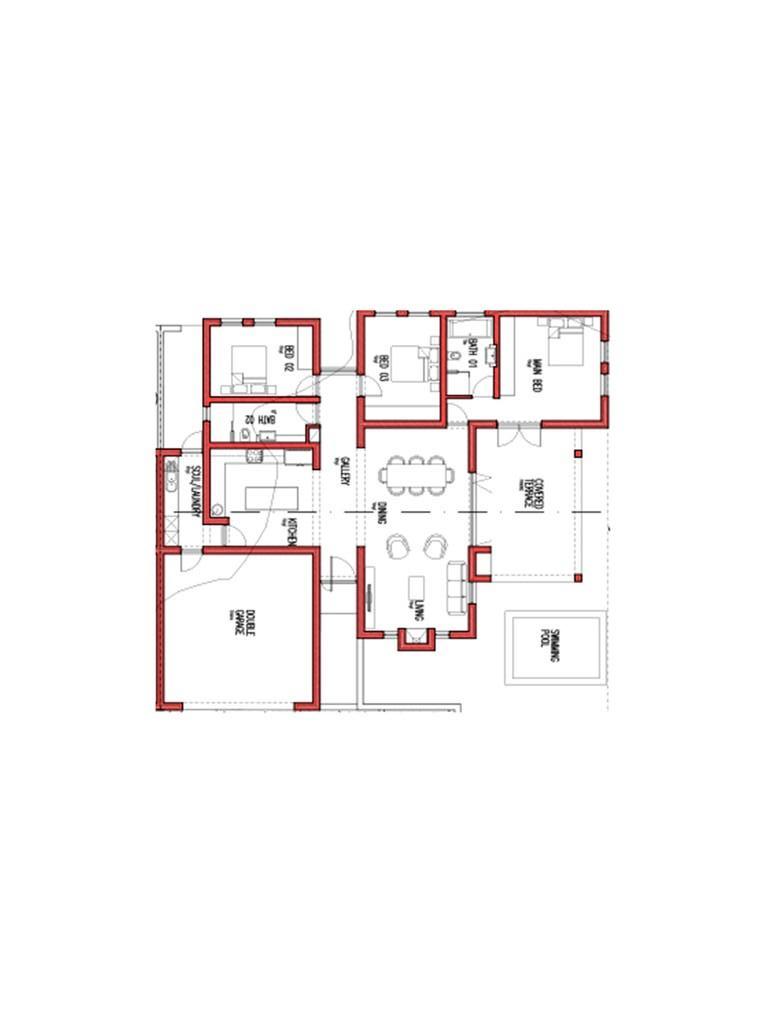 BED 02
BED 03
BATH 01
MAIN BED
BATH 02
SCUL/LAUNDRY
GALLERY
KITCHEN
DINING
COVERED
TERRACE
LIVING
DOUBLE
GARAGE
SWIMMING
POOL